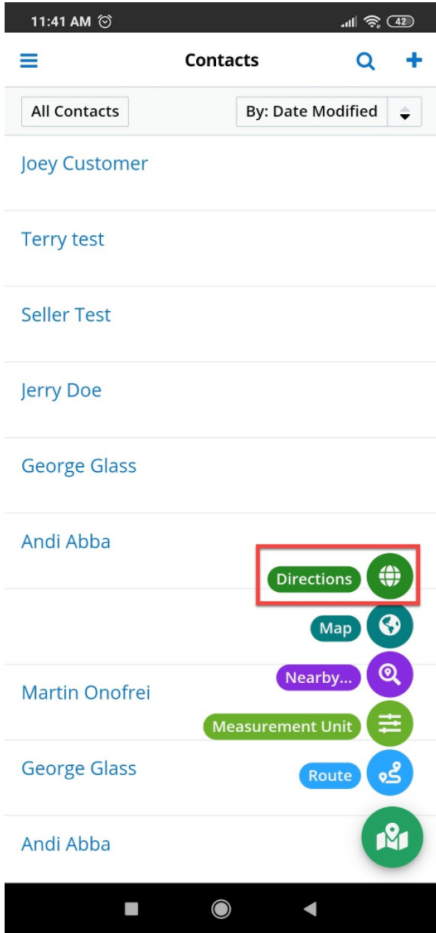 11:41 AM 42
Contacts
All Contacts By: Date Modified
Joey Customer
Terry test
Seller Test
Jerry Doe
George Glass
Andi Abba
Directions
Map
Nearby...
Martin Onofrei
Measurement Unit
George Glass Route
Andi Abba